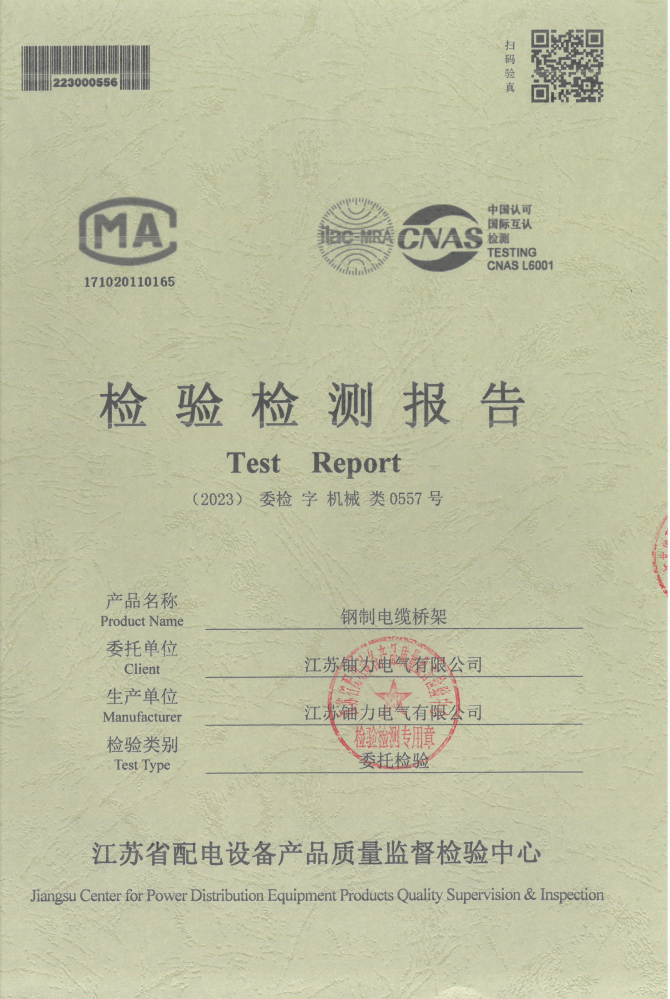 扫码验真
223000556
MA
171020110165
ilac-MRA
CNAS
中国认可
国际互认
检测
TESTING
CNAS L6001
检验检测报告
Test Report
（2023） 委检 字 机械 类 0557 号
产品名称
钢制电缆桥架
Product Name
委托单位
江苏铀力电气有限公司
Client
生产单位
江苏铀力电气有限公司
Manufacturer
检验检测专用章
检验类别
委托检验
Test Type
江苏省配电设备产品质量监督检验中心
Jiangsu Center for Power Distribution Equipment Products Quality Supervision & Inspection